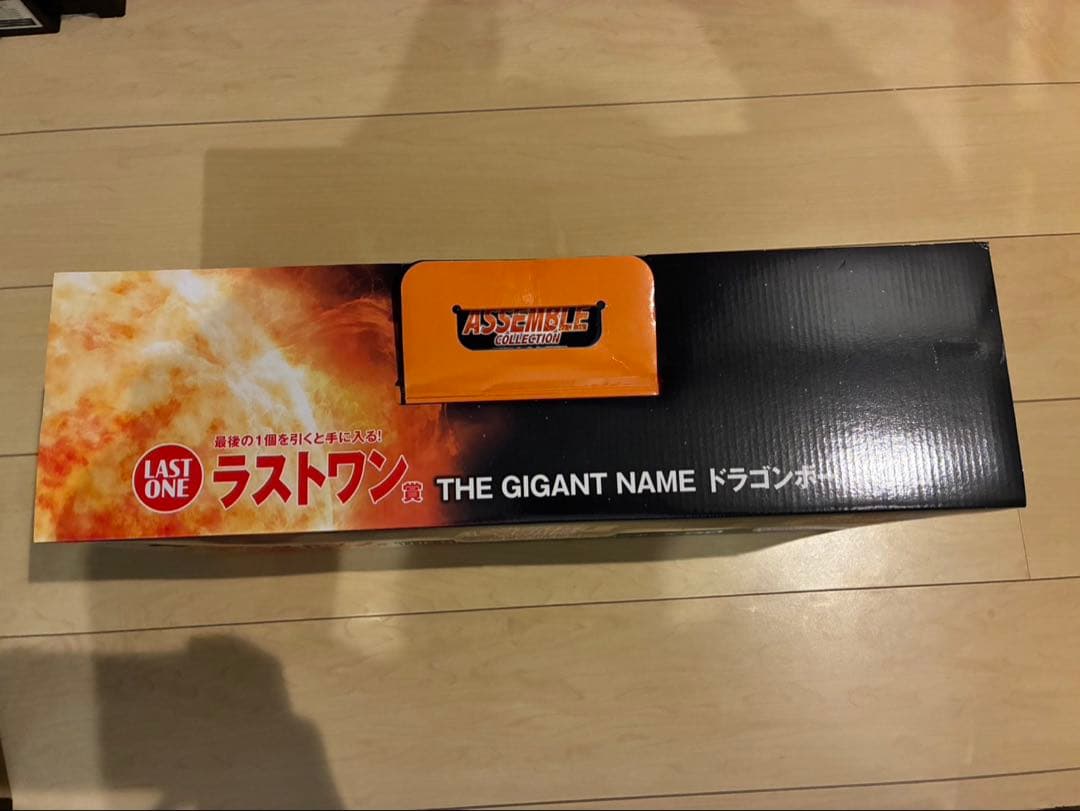 ASSEMBLE
COLLECTION
最後の1個を引くと手に入る!
LAST
ONE
ラストワン賞
THE GIGANT NAME ドラゴンボー